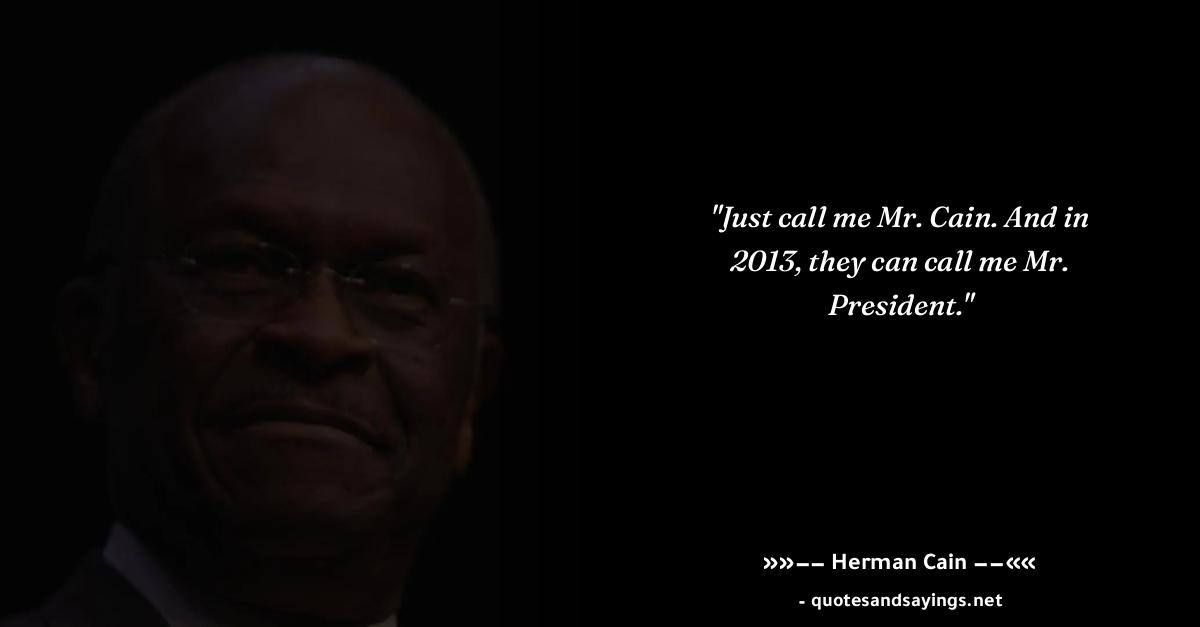 "Just call me Mr. Cain. And in
2013, they can call me Mr.
President."
»»−− Herman Cain −−««
- quotesandsayings.net